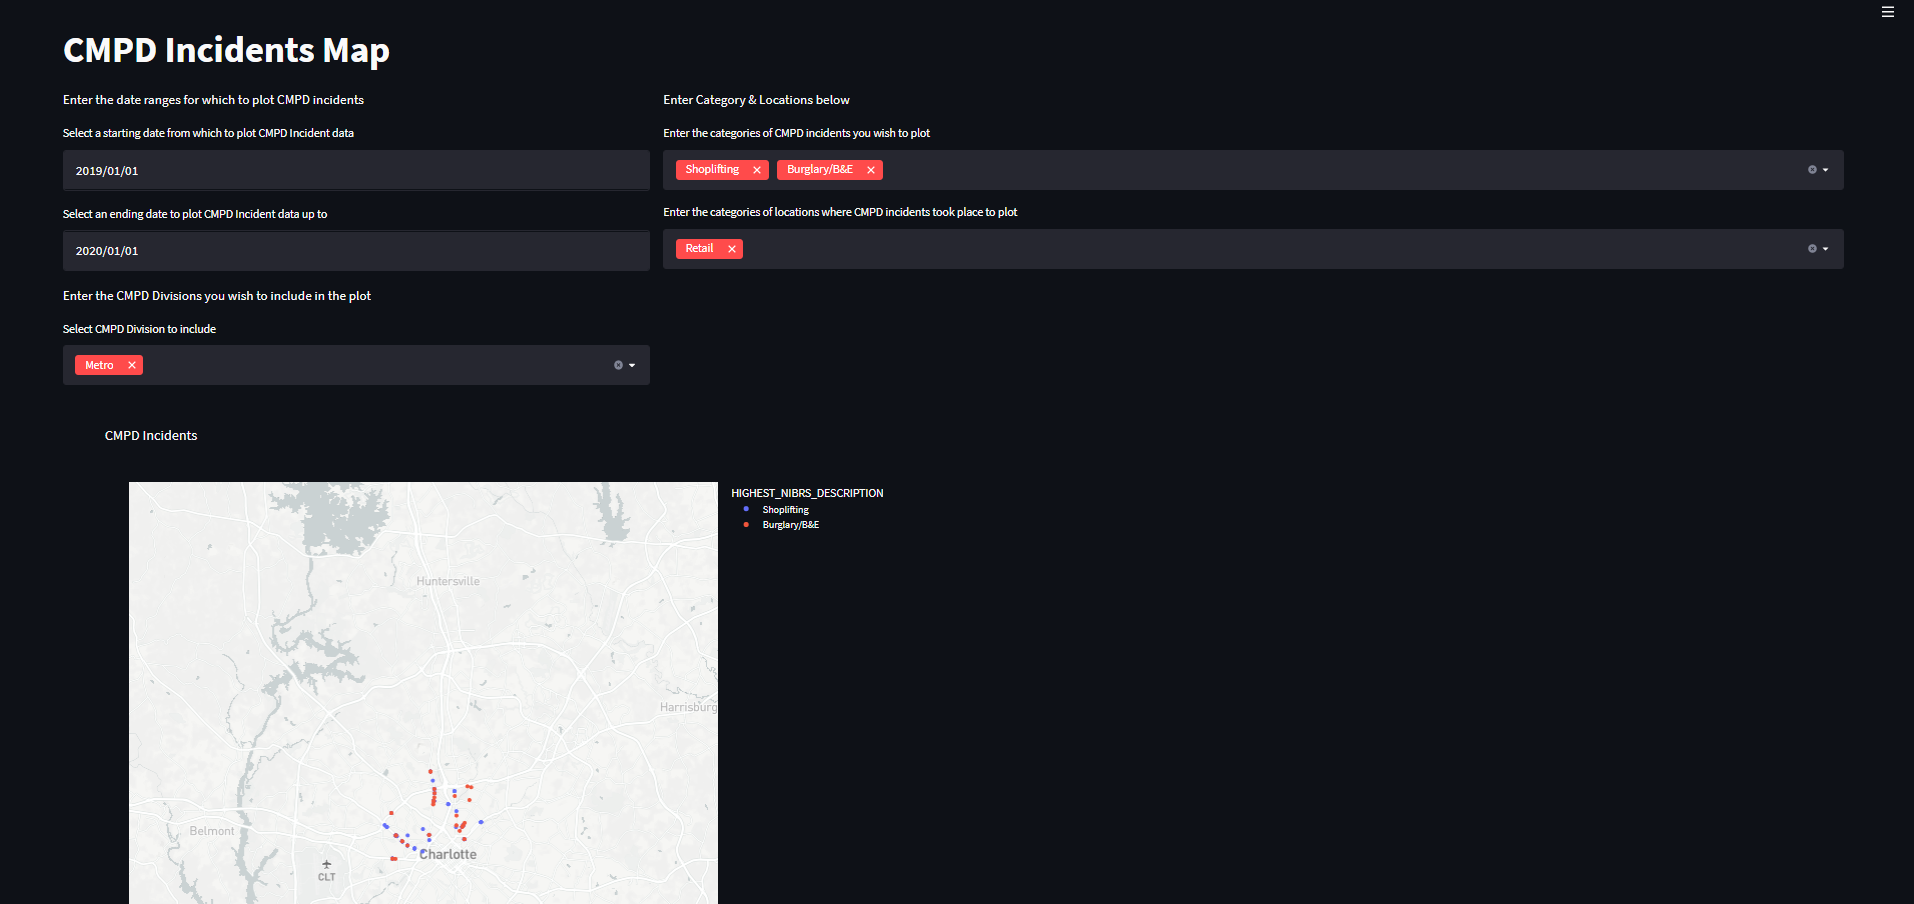 CMPD Incidents Map
Enter the date ranges for which to plot CMPD incidents
Select a starting date from which to plot CMPD Incident data
2019/01/01
Select an ending date to plot CMPD Incident data up to
2020/01/01
Enter the CMPD Divisions you wish to include in the plot
Select CMPD Division to include
Metro
Enter Category & Locations below
Enter the categories of CMPD incidents you wish to plot
Shoplifting Burglary/B&E
Enter the categories of locations where CMPD incidents took place to plot
Retail
CMPD Incidents
HIGHEST_NIBRS_DESCRIPTION
Shoplifting
Burglary/B&E
Huntersville
Harrisburg
Belmont
Charlotte
CLT